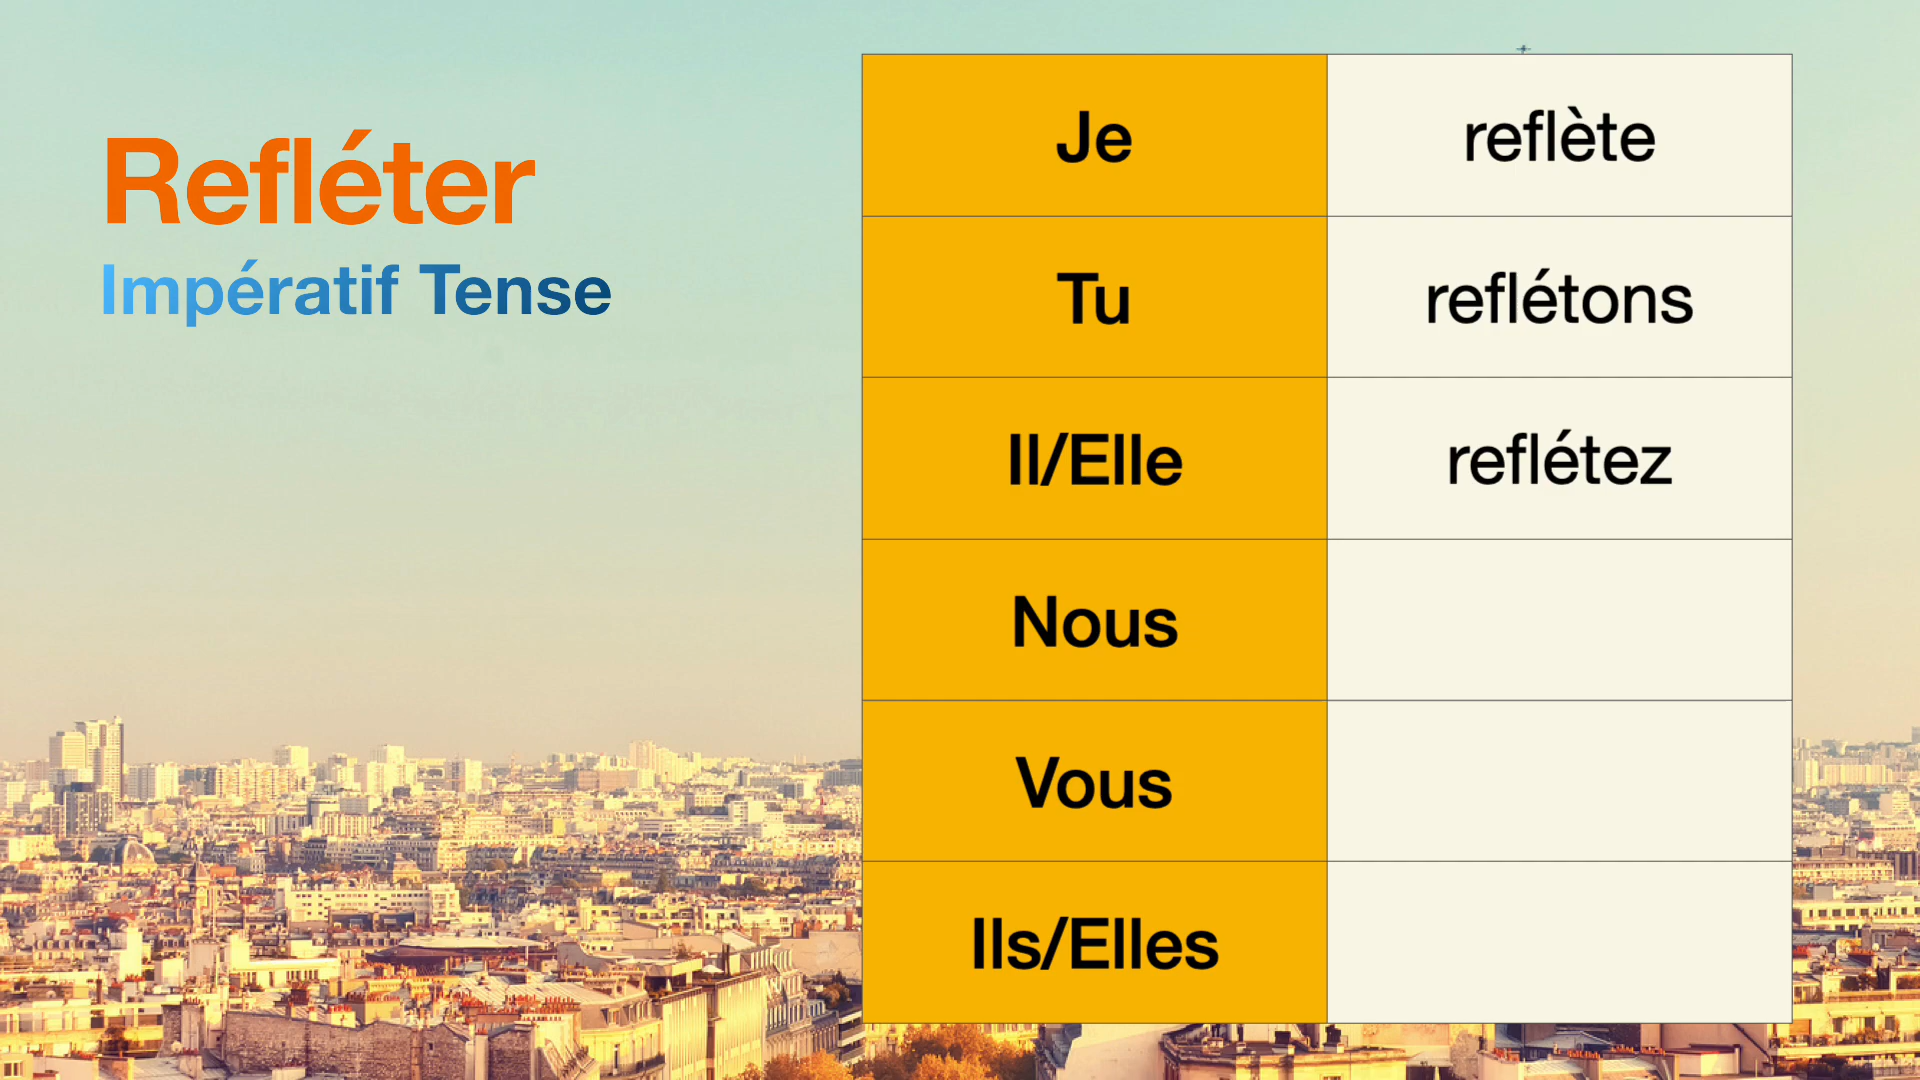 Refléter
Impératif Tense
Je reflète
Tu reflétons
Il/Elle reflétez
Nous
Vous
Ils/Elles